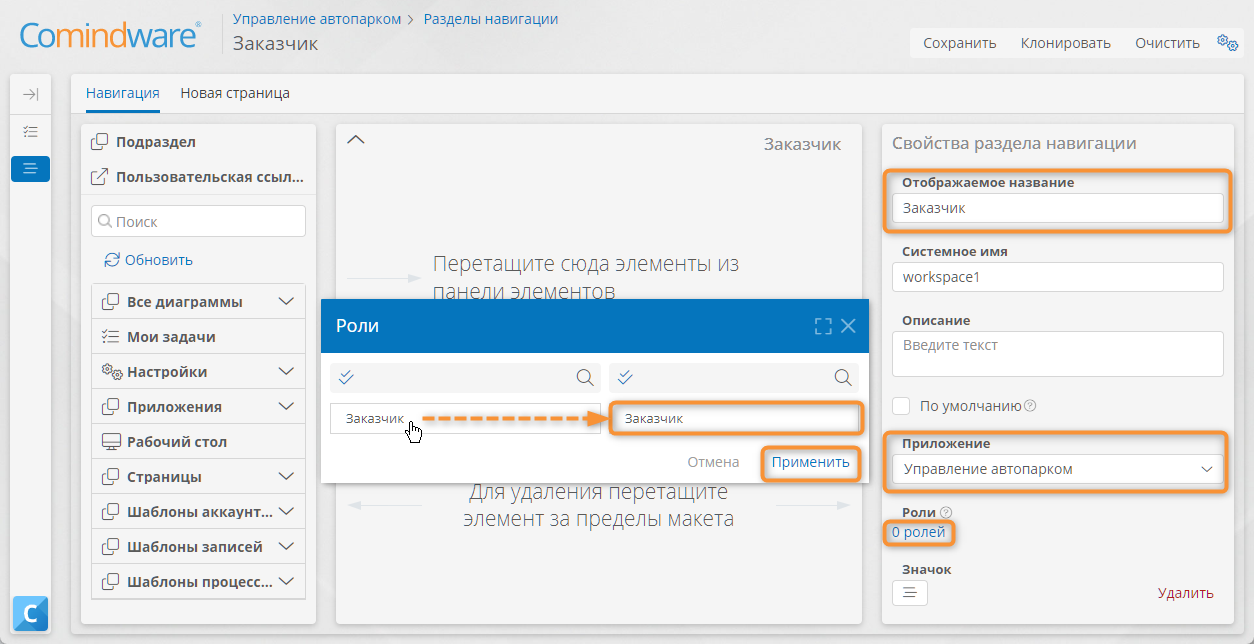 Comindware®
Управление автопарком > Разделы навигации
Заказчик
Сохранить Клонировать Очистить
Навигация Новая страница
Подраздел
Пользовательская ссыл...
Поиск
Обновить
Все диаграммы
Мои задачи
Настройки
Приложения
Рабочий стол
Страницы
Шаблоны аккаунт...
Шаблоны записей
Шаблоны процесс...
Заказчик
Перетащите сюда элементы из
панели элементов
Роли
Заказчик
Заказчик
Отмена Применить
Для удаления перетащите
элемент за пределы макета
Свойства раздела навигации
Отображаемое название
Заказчик
Системное имя
workspace1
Описание
Введите текст
По умолчанию ?
Приложение
Управление автопарком
Роли ?
0 ролей
Значок
Удалить
C